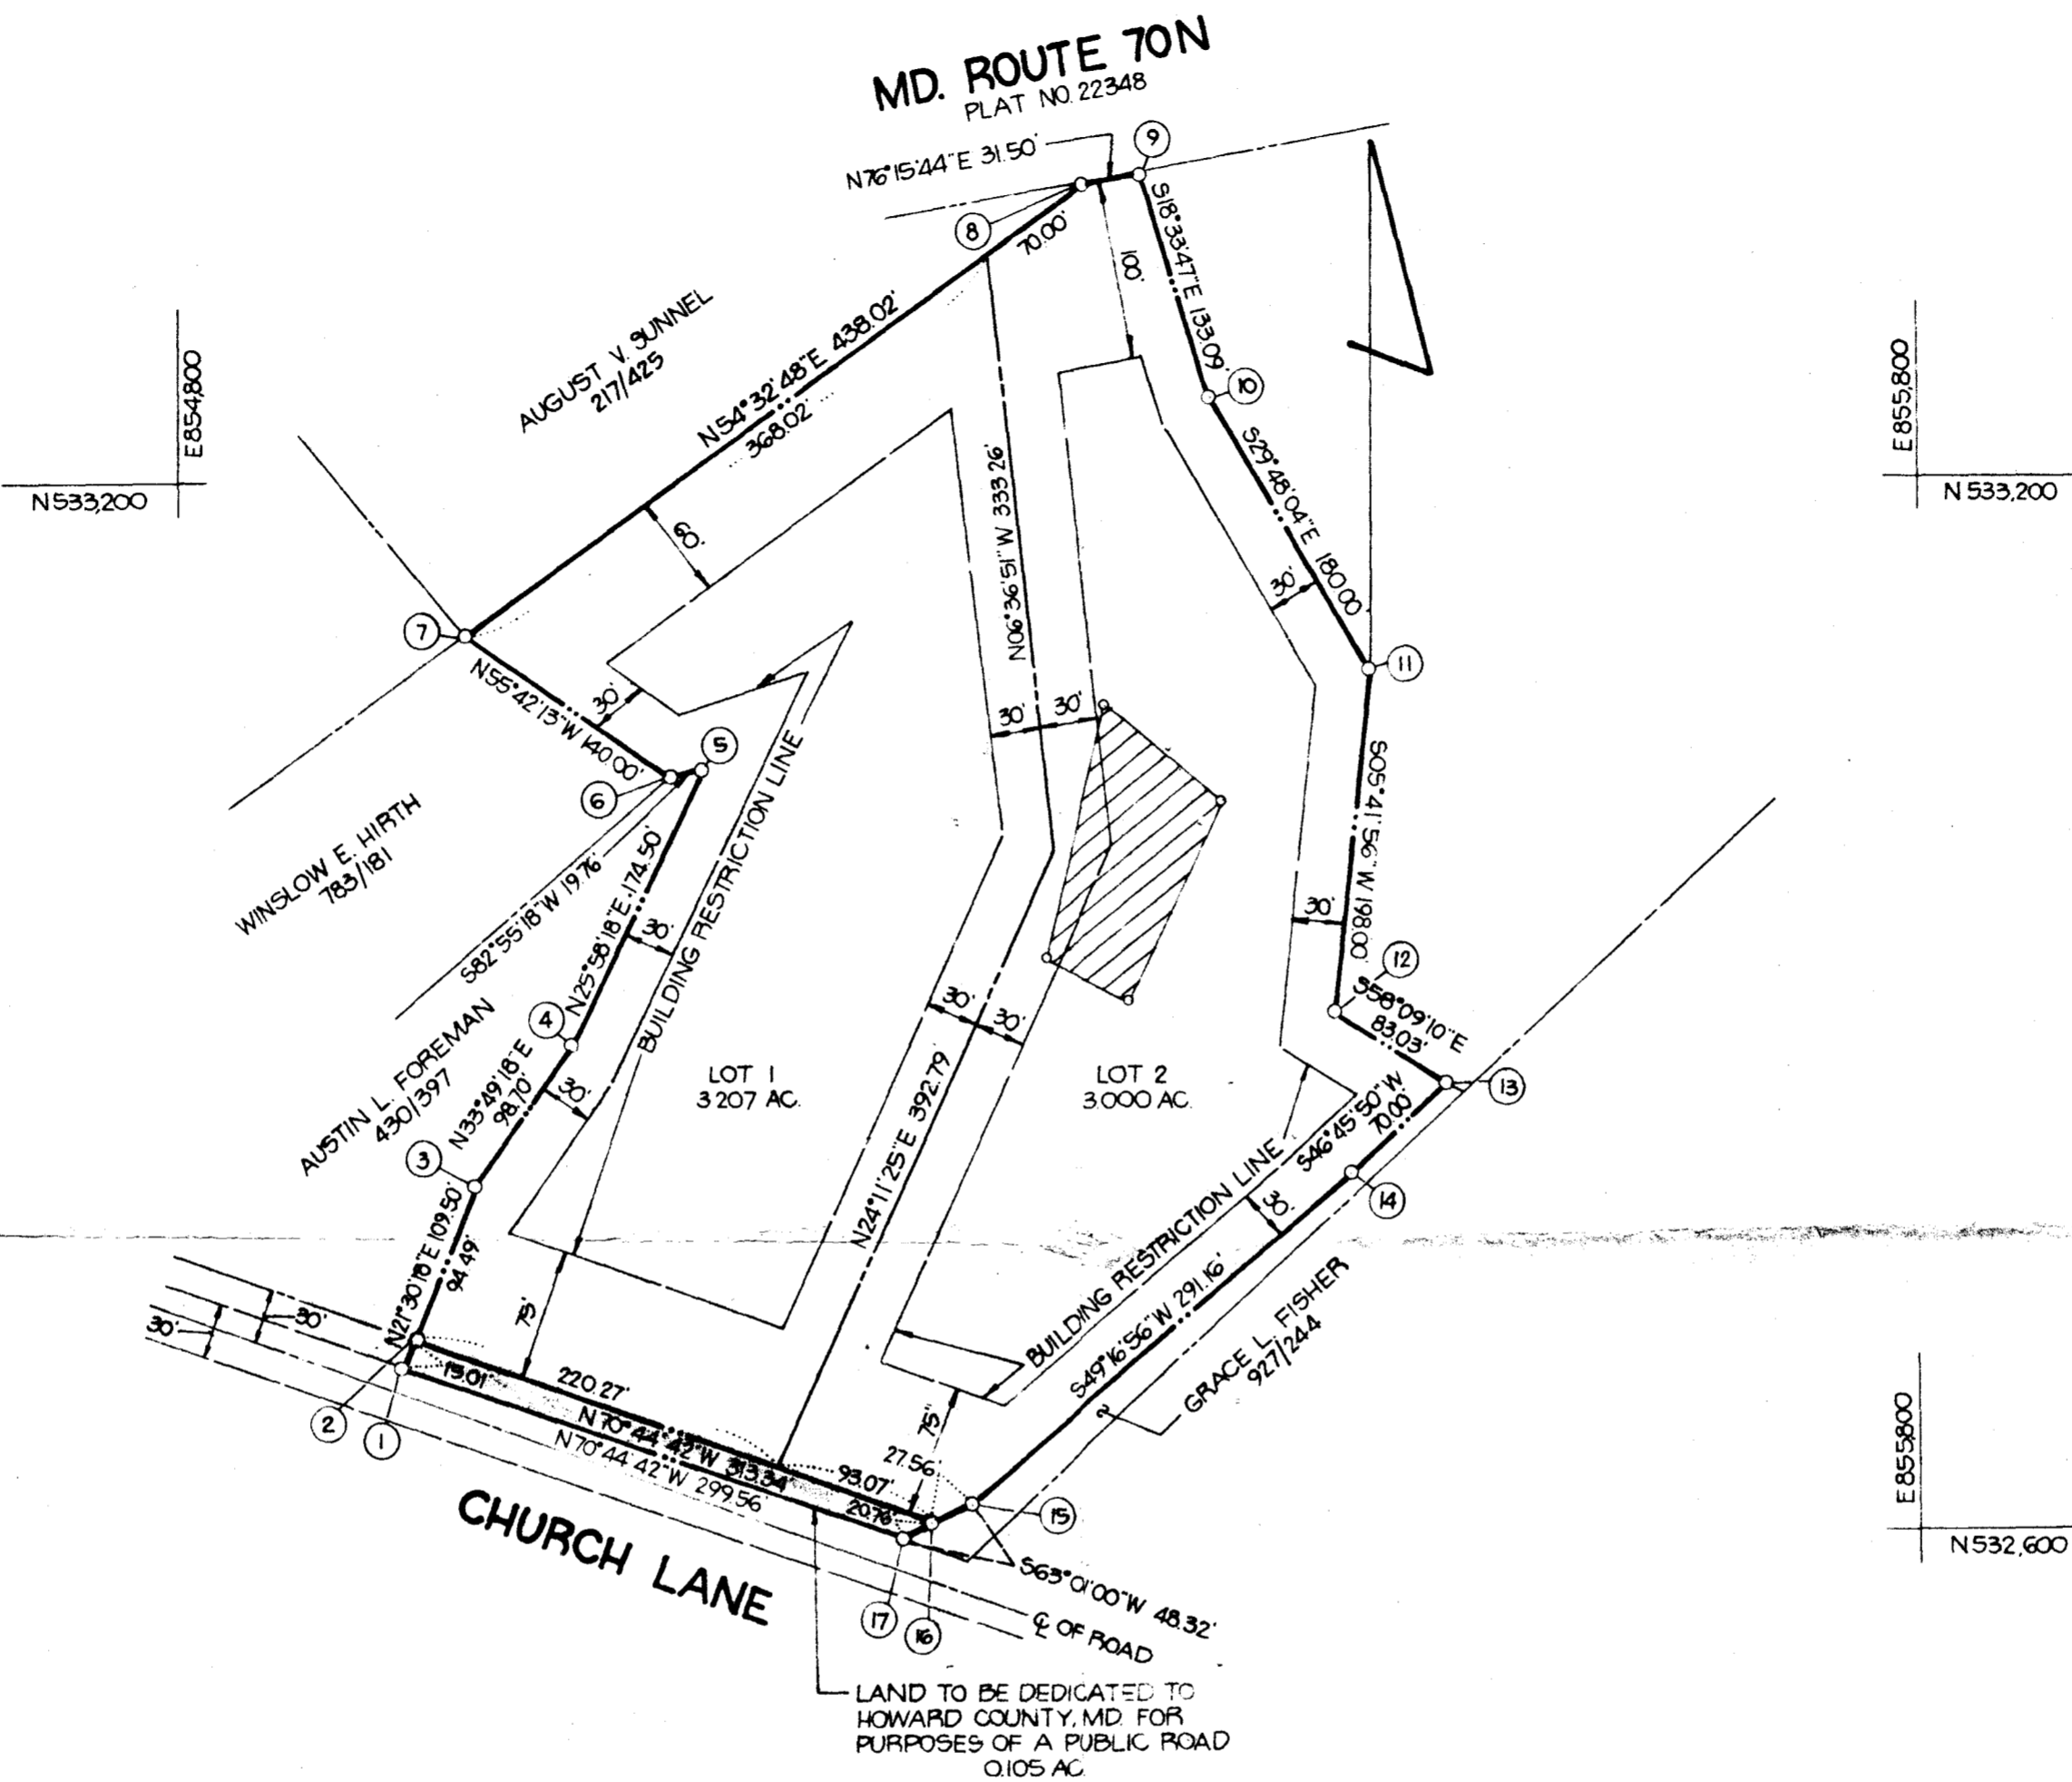 MD. ROUTE 70N
PLAT NO. 22348
N76°15'44"E 31.50'
9
8
70.00'
S18°33'47"E 133.09'
100'
10
AUGUST V. SUNNEL
217/425
N54°32'48"E 438.02'
368.02'
E 854,800
N 533,200
E 855,800
N 533,200
60'
N06°36'51"W 333.26'
S29°48'04"E 180.00'
30'
11
7
N55°42'13"W 140.00'
30'
5
6
30'
30'
WINSLOW E. HIRTH
783/181
S82°55'18"W 19.76'
N25°58'18"E 174.50'
30'
BUILDING RESTRICTION LINE
S05°41'56"W 198.00'
30'
12
S58°09'10"E
83.03'
13
4
AUSTIN L. FOREMAN
430/397
N33°49'18"E
98.70'
30'
30'
30'
LOT 1
3.207 AC.
LOT 2
3.000 AC.
N24°11'25"E 392.79
S46°45'50"W
70.00'
14
3
N21°30'18"E 109.50'
94.49'
BUILDING RESTRICTION LINE
30'
S49°16'56"W 291.16'
GRACE L. FISHER
927/244
30'
30'
75'
75'
15.01'
220.27'
N70°44'42"W 313.34'
N70°44'42"W 299.56'
93.07'
27.56'
20.76'
2
1
15
17
16
S63°01'00"W 48.32'
CHURCH LANE
℄ OF ROAD
E 855,800
N 532,600
LAND TO BE DEDICATED TO
HOWARD COUNTY, MD. FOR
PURPOSES OF A PUBLIC ROAD
0.105 AC.